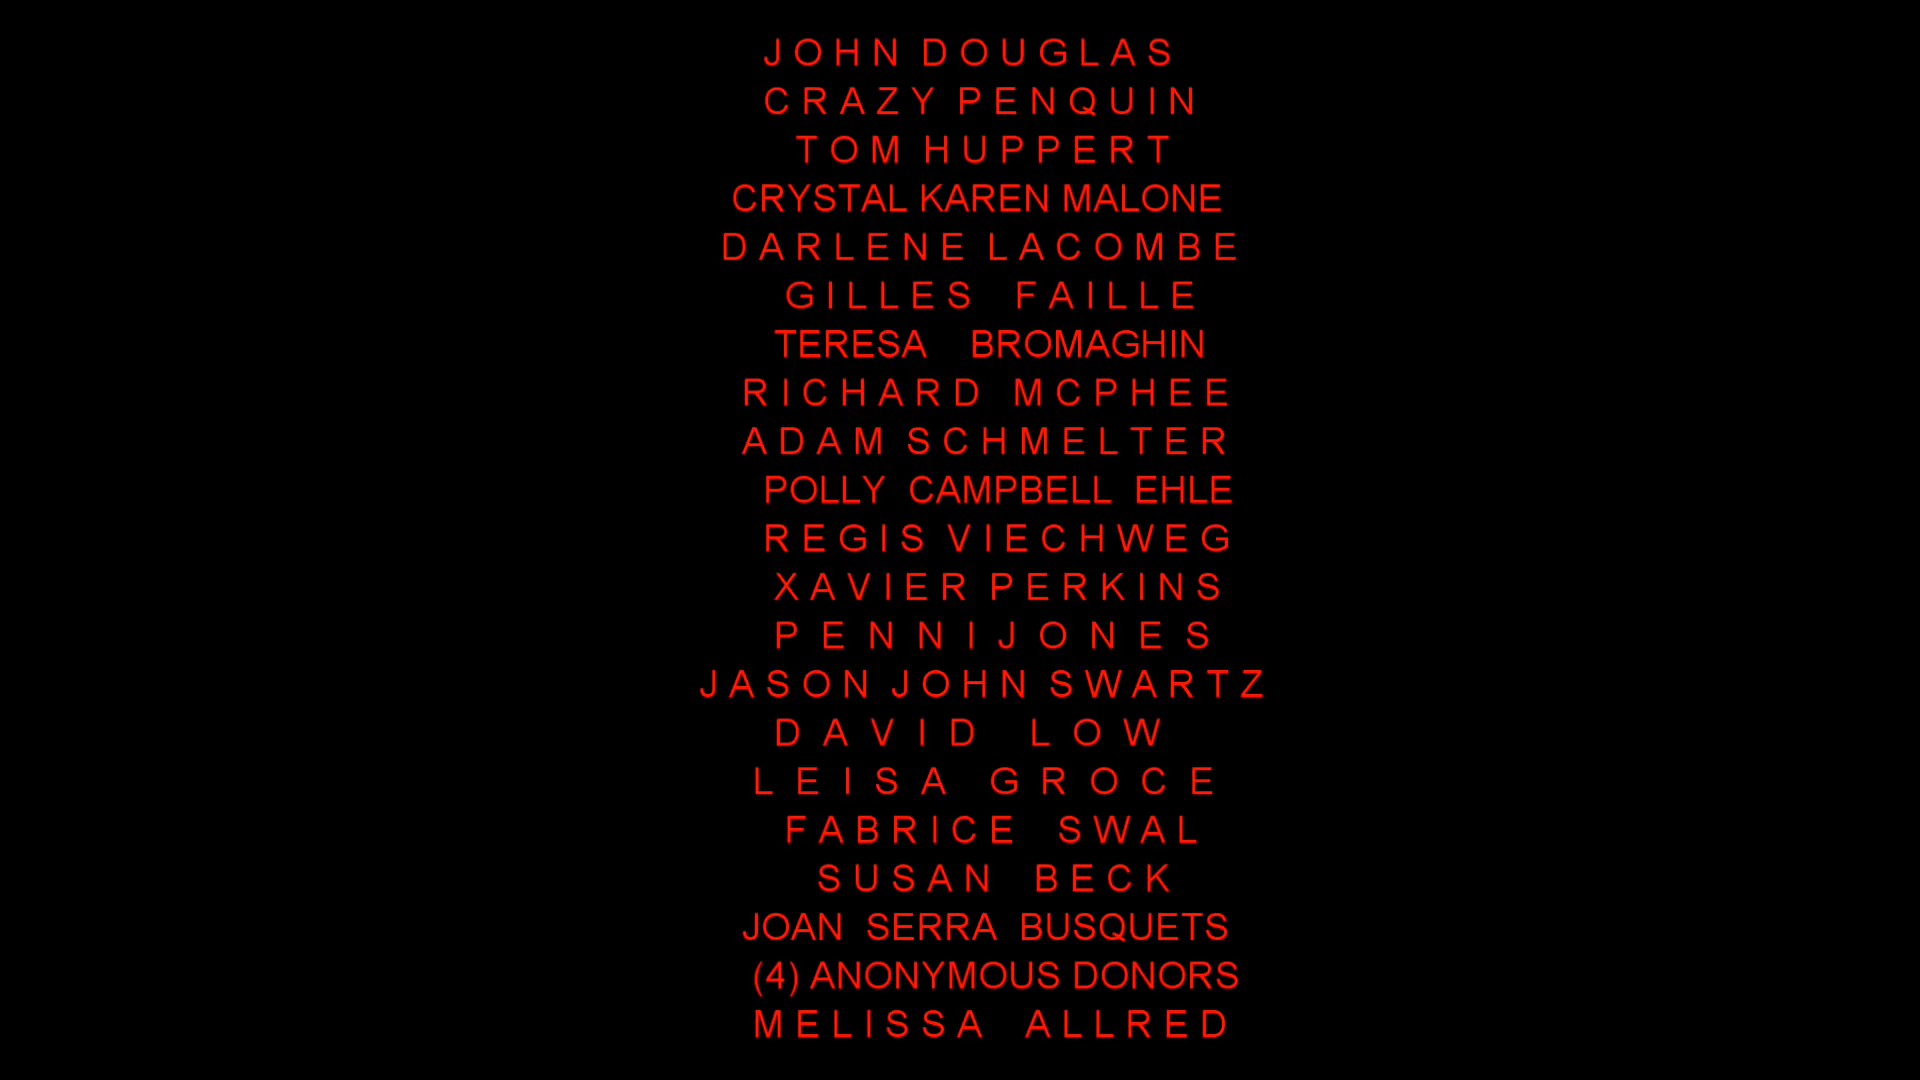 JOHN DOUGLAS
CRAZY PENQUIN
TOM HUPPERT
CRYSTAL KAREN MALONE
DARLENE LACOMBE
GILLES FAILLE
TERESA BROMAGHIN
RICHARD MCPHEE
ADAM SCHMELTER
POLLY CAMPBELL EHLE
REGIS VIECHWEG
XAVIER PERKINS
PENNIJONES
JASON JOHN SWARTZ
DAVID LOW
LEISA GROCE
FABRICE SWAL
SUSAN BECK
JOAN SERRA BUSQUETS
(4) ANONYMOUS DONORS
MELISSA ALLRED